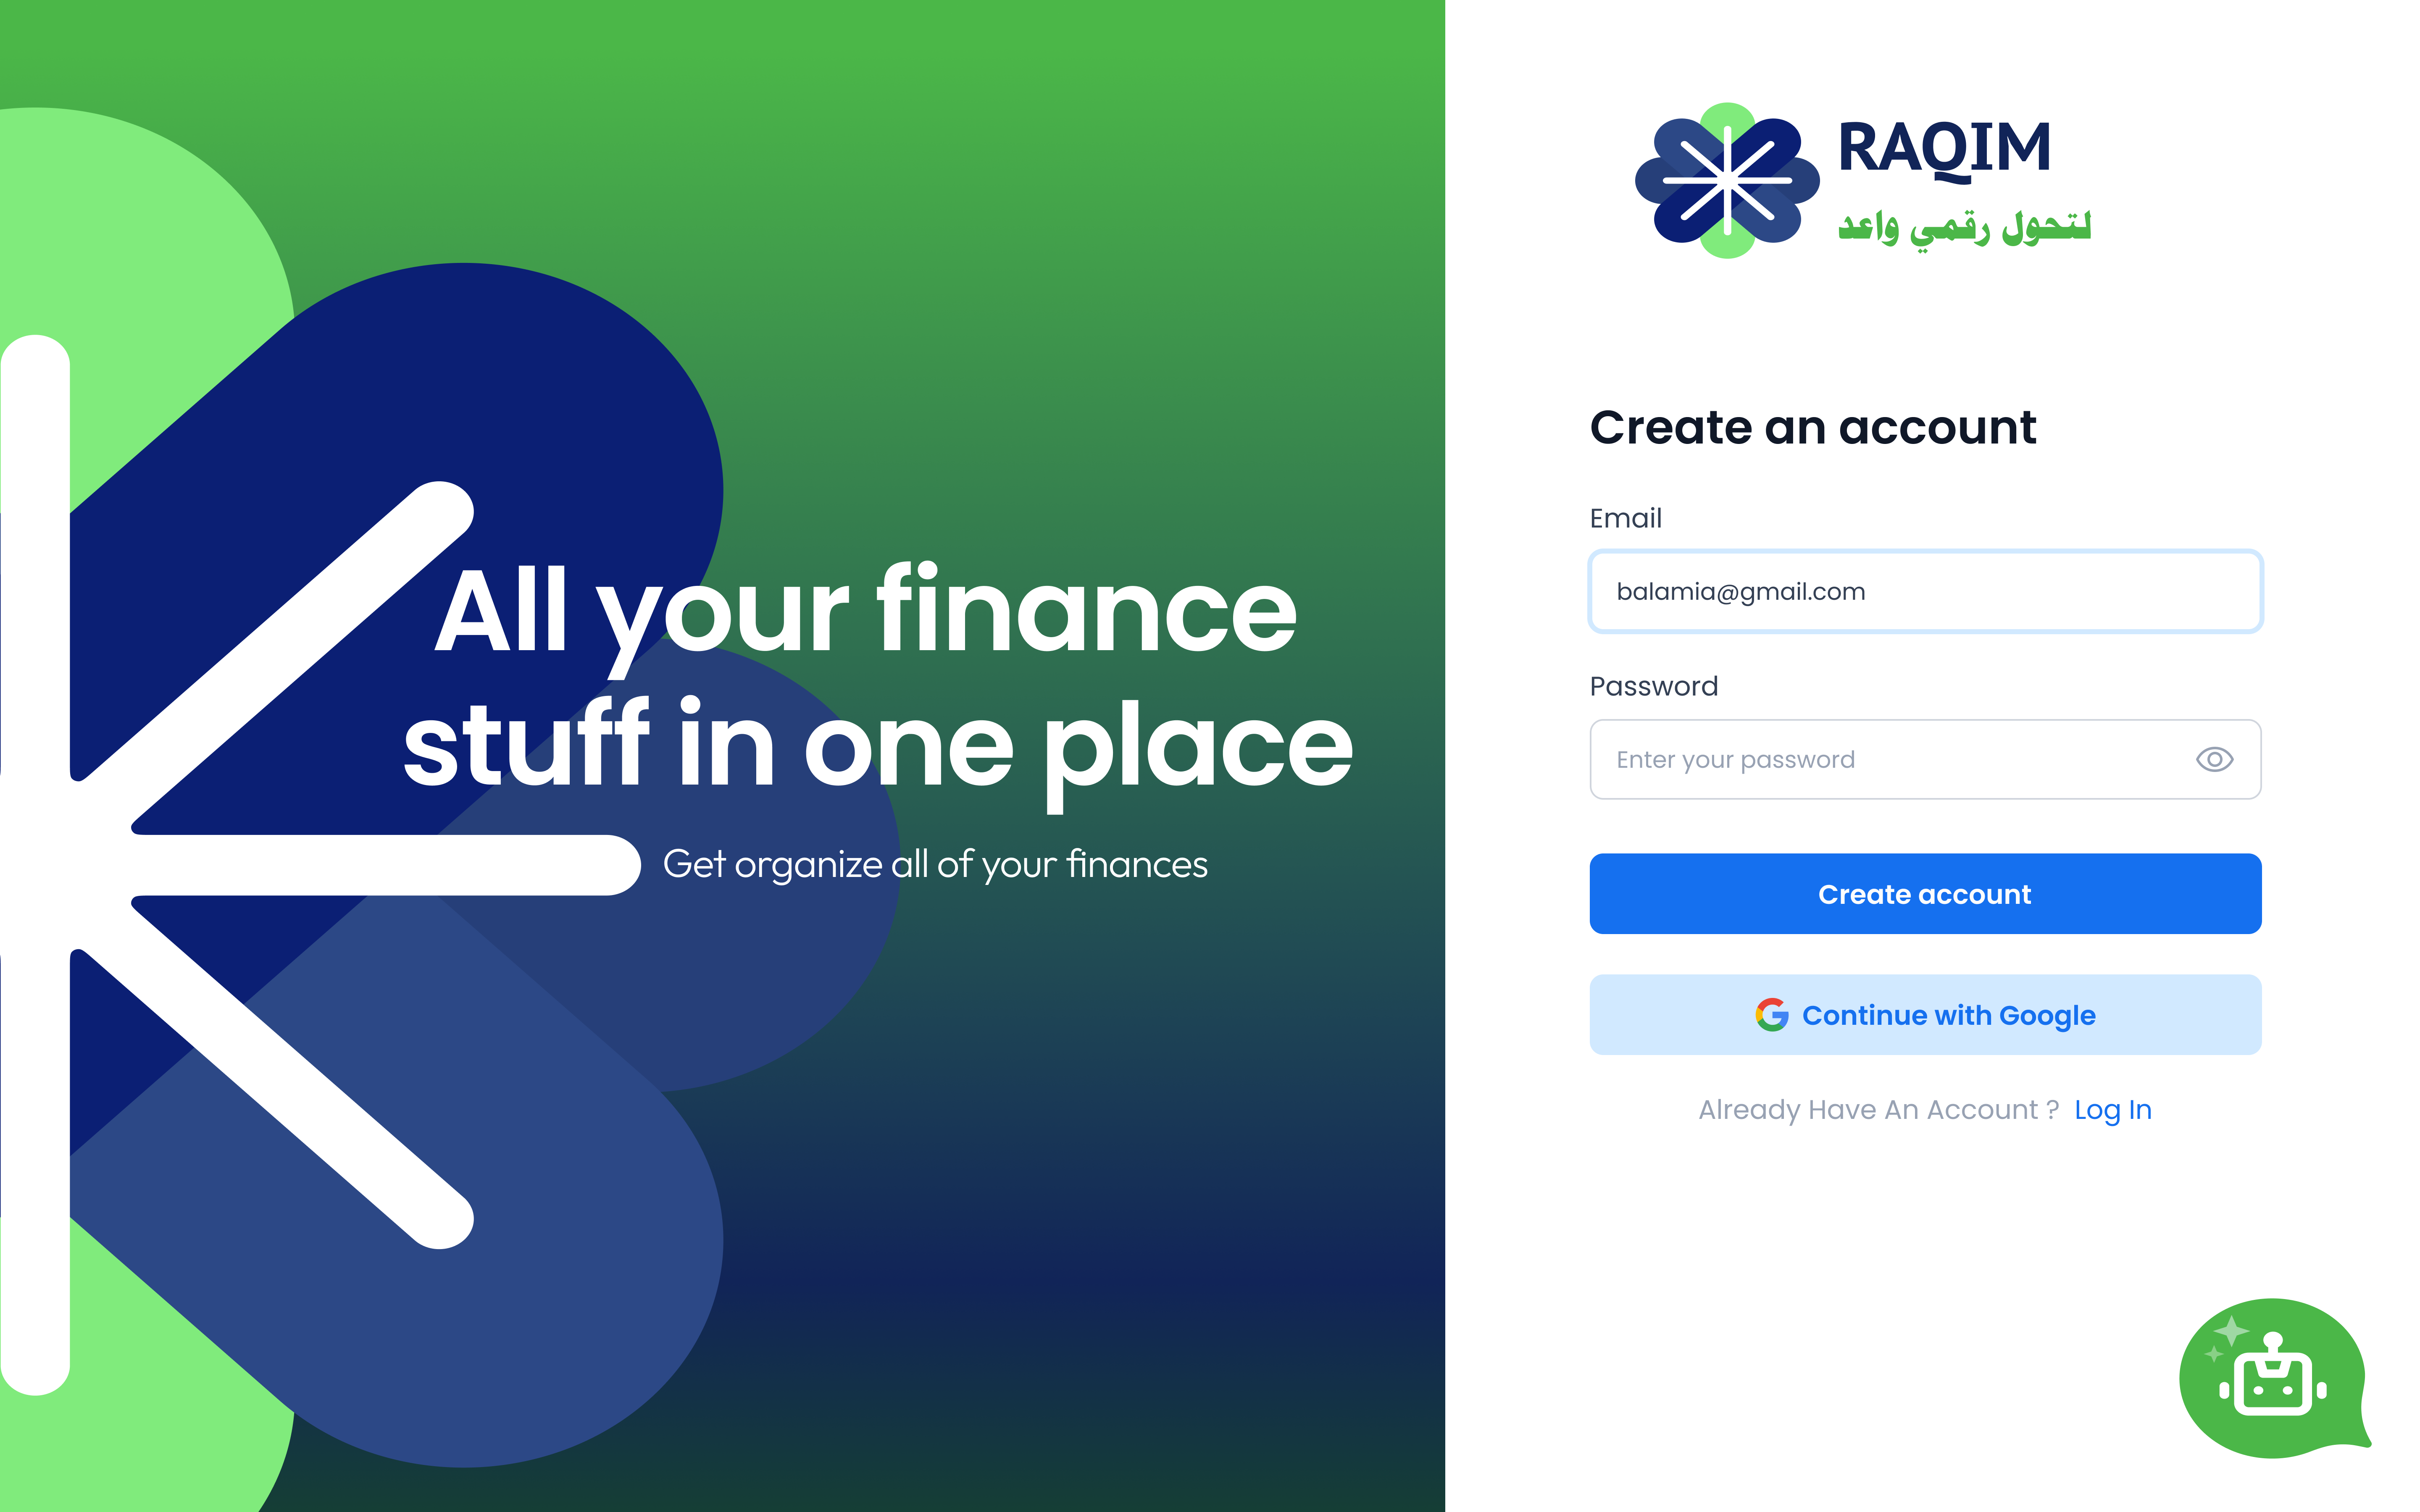 All your finance
stuff in one place
Get organize all of your finances
RAQIM
لتحول رقمي واعد
Create an account
Email
balamia@gmail.com
Password
Enter your password
Create account
Continue with Google
Already Have An Account ? Log In